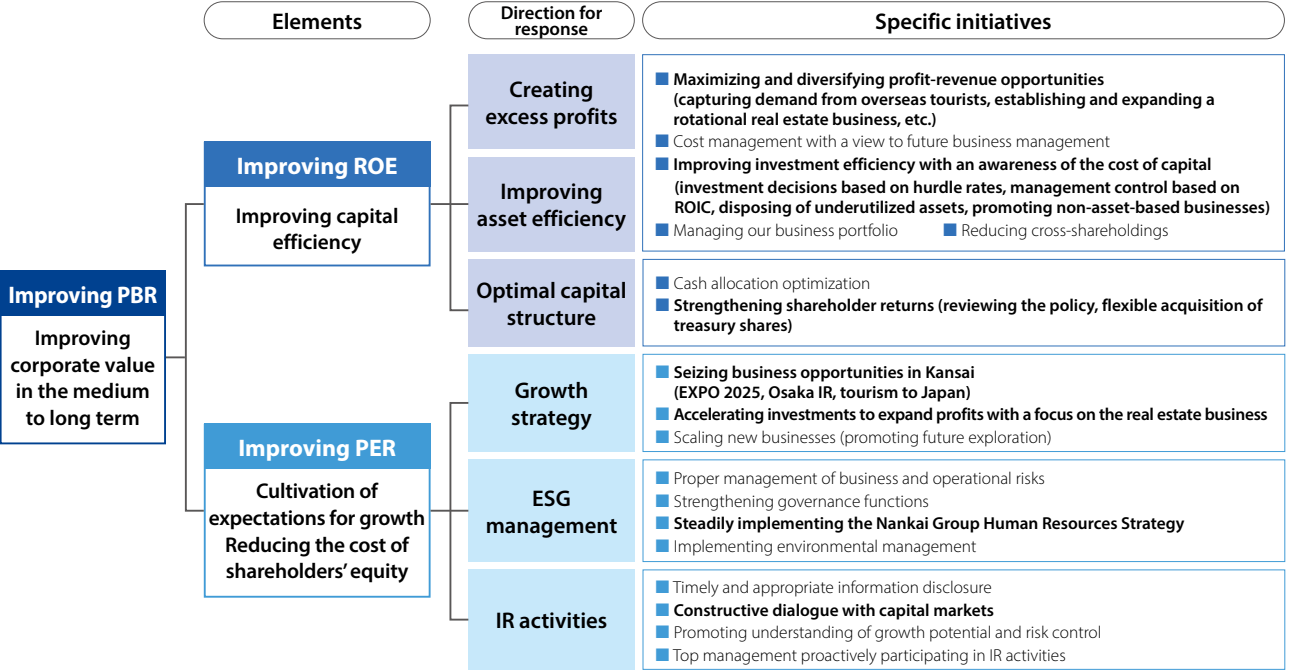 Elements
Direction for
response
Specific initiatives
Improving PBR
Improving
corporate value
in the medium
to long term
Improving ROE
Improving capital
efficiency
Creating
excess profits
Improving
asset efficiency
■ Maximizing and diversifying profit-revenue opportunities
(capturing demand from overseas tourists, establishing and expanding a
rotational real estate business, etc.)
■ Cost management with a view to future business management
■ Improving investment efficiency with an awareness of the cost of capital
(investment decisions based on hurdle rates, management control based on
ROIC, disposing of underutilized assets, promoting non-asset-based businesses)
■ Managing our business portfolio ■ Reducing cross-shareholdings
Optimal capital
structure
■ Cash allocation optimization
■ Strengthening shareholder returns (reviewing the policy, flexible acquisition of
treasury shares)
Improving PER
Cultivation of
expectations for growth
Reducing the cost of
shareholders' equity
Growth
strategy
■ Seizing business opportunities in Kansai
(EXPO 2025, Osaka IR, tourism to Japan)
■ Accelerating investments to expand profits with a focus on the real estate business
■ Scaling new businesses (promoting future exploration)
ESG
management
■ Proper management of business and operational risks
■ Strengthening governance functions
■ Steadily implementing the Nankai Group Human Resources Strategy
■ Implementing environmental management
IR activities
■ Timely and appropriate information disclosure
■ Constructive dialogue with capital markets
■ Promoting understanding of growth potential and risk control
■ Top management proactively participating in IR activities